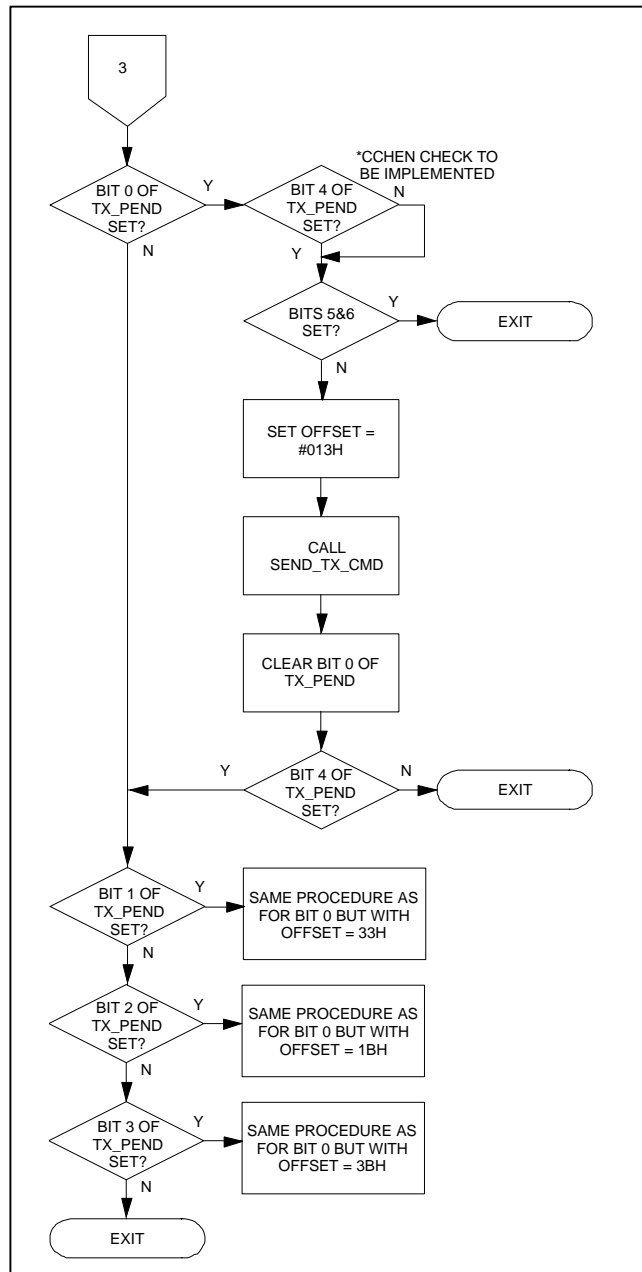 3
*CCHEN CHECK TO
BE IMPLEMENTED
BIT 0 OF
TX_PEND
SET?
Y
N
BIT 4 OF
TX_PEND
SET?
N
Y
BITS 5&6
SET?
Y
N
EXIT
SET OFFSET =
#013H
CALL
SEND_TX_CMD
CLEAR BIT 0 OF
TX_PEND
BIT 4 OF
TX_PEND
SET?
Y
N
EXIT
BIT 1 OF
TX_PEND
SET?
Y
N
SAME PROCEDURE AS
FOR BIT 0 BUT WITH
OFFSET = 33H
BIT 2 OF
TX_PEND
SET?
Y
N
SAME PROCEDURE AS
FOR BIT 0 BUT WITH
OFFSET = 1BH
BIT 3 OF
TX_PEND
SET?
Y
N
SAME PROCEDURE AS
FOR BIT 0 BUT WITH
OFFSET = 3BH
EXIT